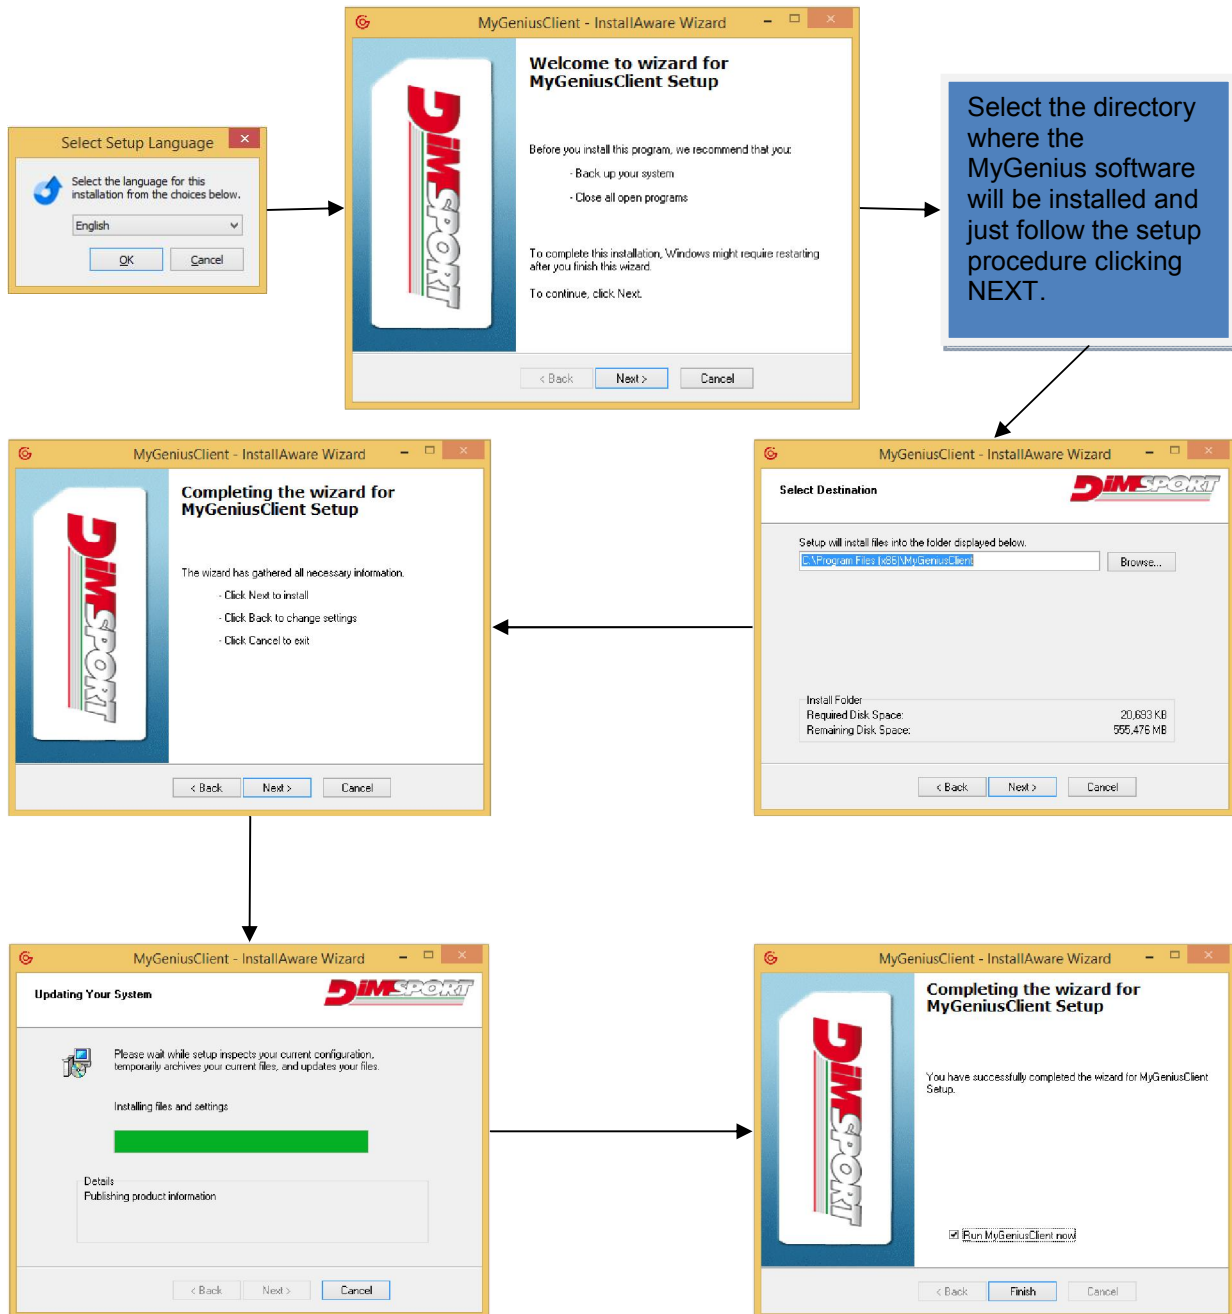 Select Setup Language
Select the language for this
installation from the choices below.
English
OK
Cancel
MyGeniusClient - InstallAware Wizard
DIMSPORT
Welcome to wizard for
MyGeniusClient Setup
Before you install this program, we recommend that you:
- Back up your system
- Close all open programs
To complete this installation, Windows might require restarting
after you finish this wizard.
To continue, click Next.
< Back
Next >
Cancel
Select the directory
where the
MyGenius software
will be installed and
just follow the setup
procedure clicking
NEXT.
MyGeniusClient - InstallAware Wizard
Select Destination
DIMSPORT
Setup will install files into the folder displayed below.
C:\Program Files (x86)\MyGeniusClient
Browse...
Install Folder
Required Disk Space: 20,693 KB
Remaining Disk Space: 555,476 MB
< Back
Next >
Cancel
MyGeniusClient - InstallAware Wizard
DIMSPORT
Completing the wizard for
MyGeniusClient Setup
The wizard has gathered all necessary information.
- Click Next to install
- Click Back to change settings
- Click Cancel to exit
< Back
Next >
Cancel
MyGeniusClient - InstallAware Wizard
Updating Your System
DIMSPORT
Please wait while setup inspects your current configuration,
temporarily archives your current files, and updates your files.
Installing files and settings
Details
Publishing product information
< Back
Next >
Cancel
MyGeniusClient - InstallAware Wizard
DIMSPORT
Completing the wizard for
MyGeniusClient Setup
You have successfully completed the wizard for MyGeniusClient
Setup.
Run MyGeniusClient now
< Back
Finish
Cancel